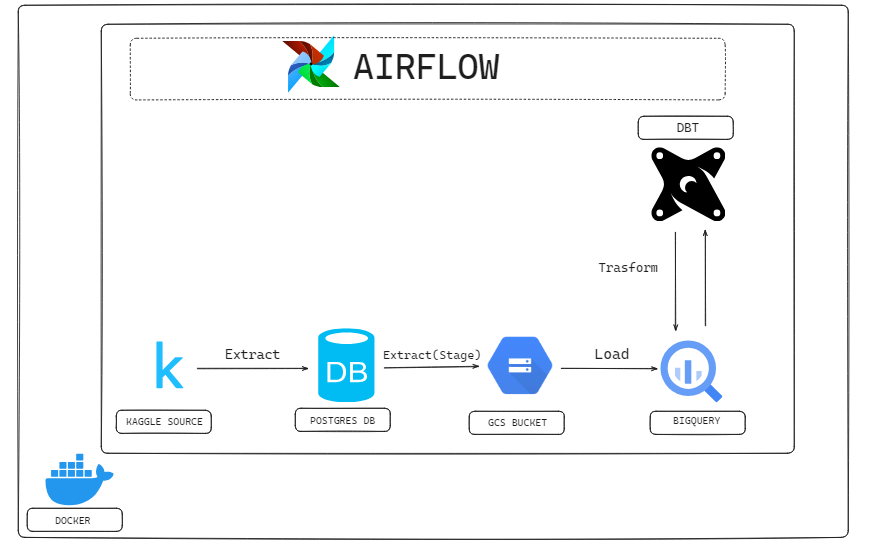 AIRFLOW
DBT
Trasform
Extract
DB
Extract(Stage)
Load
k
KAGGLE SOURCE
POSTGRES DB
GCS BUCKET
BIGQUERY
DOCKER